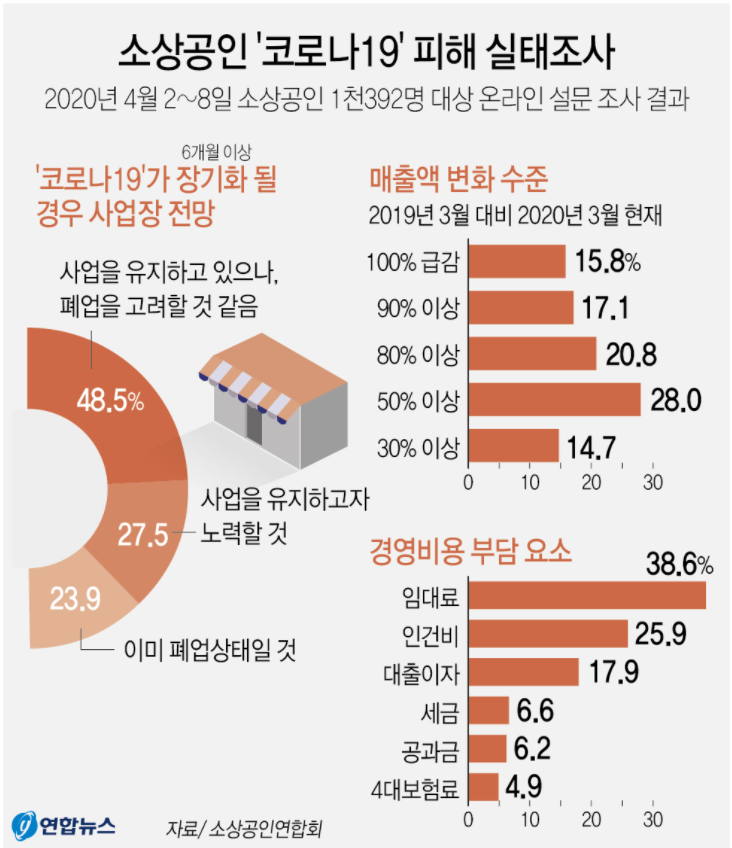 소상공인 '코로나19' 피해 실태조사
2020년 4월 2～8일 소상공인 1천392명 대상 온라인 설문 조사 결과
6개월 이상
'코로나19'가 장기화 될
경우 사업장 전망
사업을 유지하고 있으나,
폐업을 고려할 것 같음
48.5%
사업을 유지하고자
노력할 것
27.5
23.9
이미 폐업상태일 것
매출액 변화 수준
2019년 3월 대비 2020년 3월 현재
100% 급감 15.8%
90% 이상 17.1
80% 이상 20.8
50% 이상 28.0
30% 이상 14.7
0 10 20 30
경영비용 부담 요소
임대료 38.6%
인건비 25.9
대출이자 17.9
세금 6.6
공과금 6.2
4대보험료 4.9
0 10 20 30
연합뉴스
자료/ 소상공인연합회